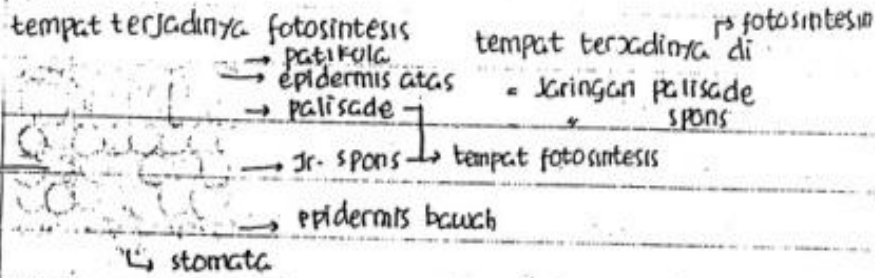 tempat terjadinya fotosintesis
→ patikula
→ epidermis atas
→ palisade
→ Jr. spons → tempat fotosintesis
→ epidermis bawah
↳ stomata
↱ fotosintesin
tempat terjadinya di
• Jaringan palisade
" spons